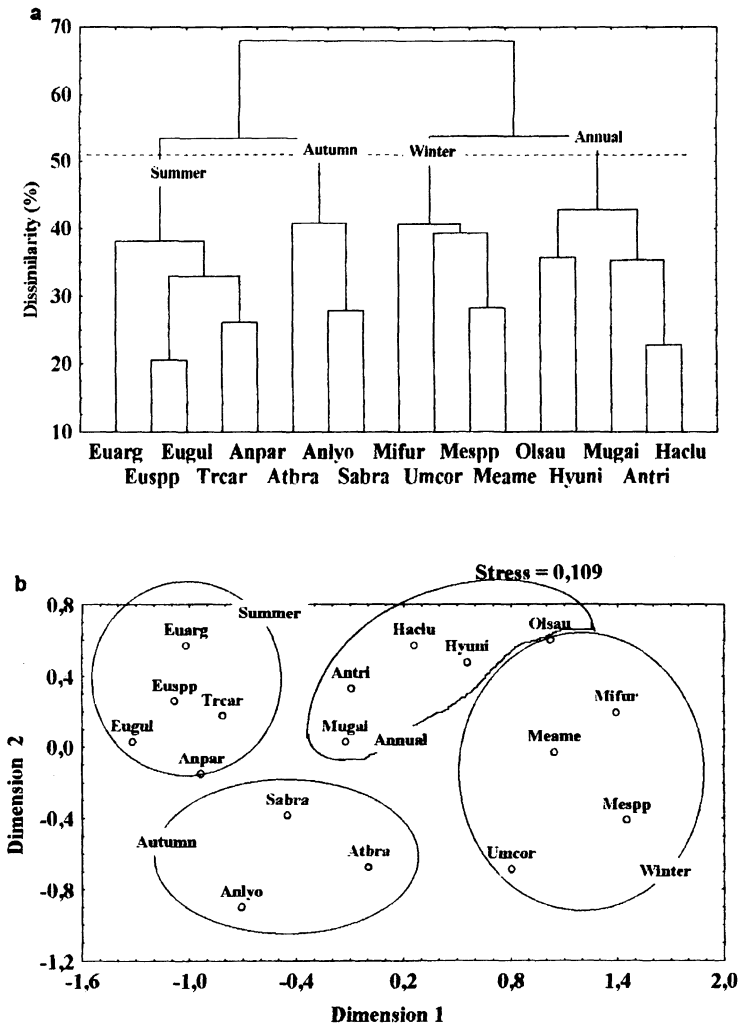 a
70
60
50
40
30
20
10
Dissimilarity (%)
Autumn Winter Annual
Summer
Euarg Eugul Anpar Anlyo Mifur Mespp Olsau Mugai Haclu
Euspp Trcar Atbra Sabra Umcor Meame Hyuni Antri
b
Stress = 0,109
0,8
0,4
0,0
-0,4
-0,8
-1,2
Dimension 2
Summer
Euarg Haclu Hyuni Olsau
Euspp Trcar Antri Mifur
Eugul Mugai Annual Meame
Anpar
Sabra Mespp
Autumn Atbra Umcor
Anlyo Winter
-1,6 -1,0 -0,4 0,2 0,8 1,4 2,0
Dimension 1